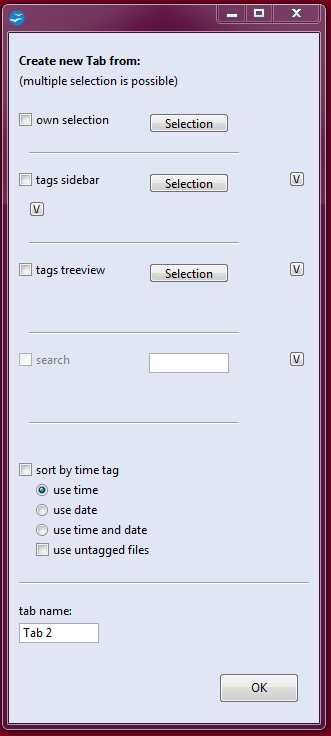 Create new Tab from:
(multiple selection is possible)
own selection Selection
tags sidebar Selection V
V
tags treeview Selection V
search V
sort by time tag
use time
use date
use time and date
use untagged files
tab name:
Tab 2
OK